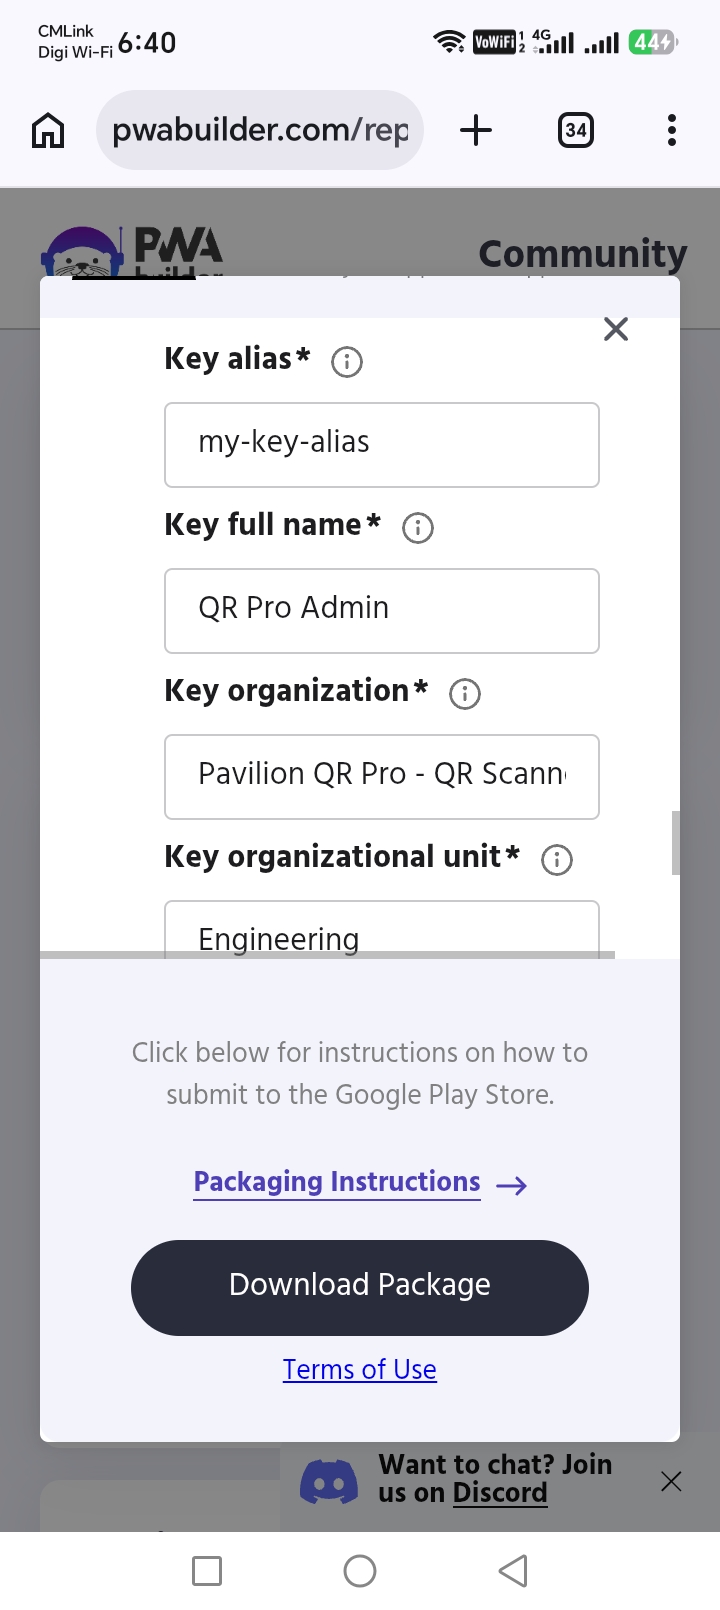 CMLink
Digi Wi-Fi
6:40
VoWiFi 1 2
4G
44
pwabuilder.com/rep
34
PWA
builder
Community
Key alias*
my-key-alias
Key full name*
QR Pro Admin
Key organization*
Pavilion QR Pro - QR Scann
Key organizational unit*
Engineering
Click below for instructions on how to
submit to the Google Play Store.
Packaging Instructions →
Download Package
Terms of Use
Want to chat? Join
us on Discord